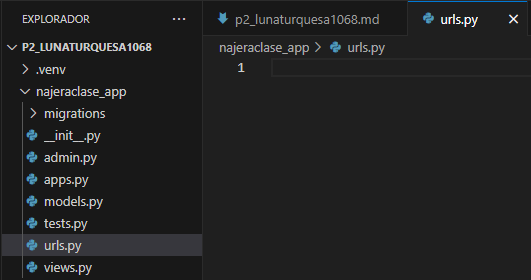 EXPLORADOR ...
P2_LUNATURQUESA1068
.venv
najeraclase_app
migrations
__init__.py
admin.py
apps.py
models.py
tests.py
urls.py
views.py
p2_lunaturquesa1068.md
urls.py
najeraclase_app > urls.py
1